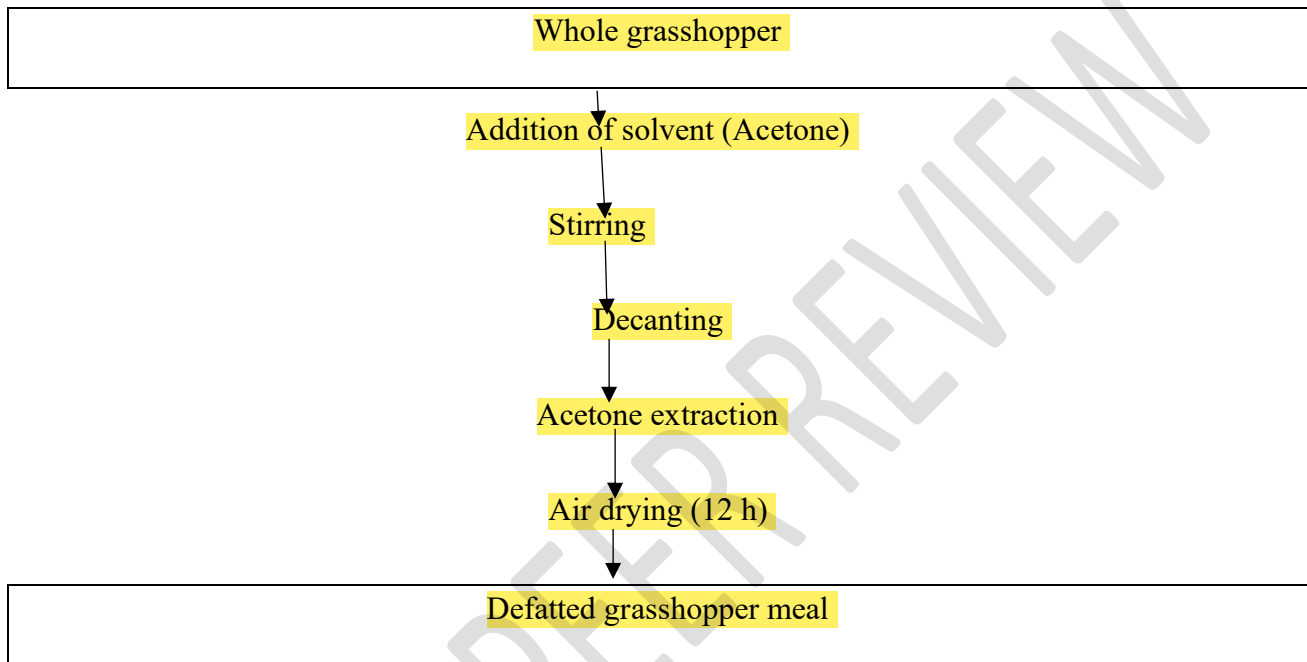 Whole grasshopper
Addition of solvent (Acetone)
Stirring
Decanting
Acetone extraction
Air drying (12 h)
Defatted grasshopper meal
PEER REVIEW